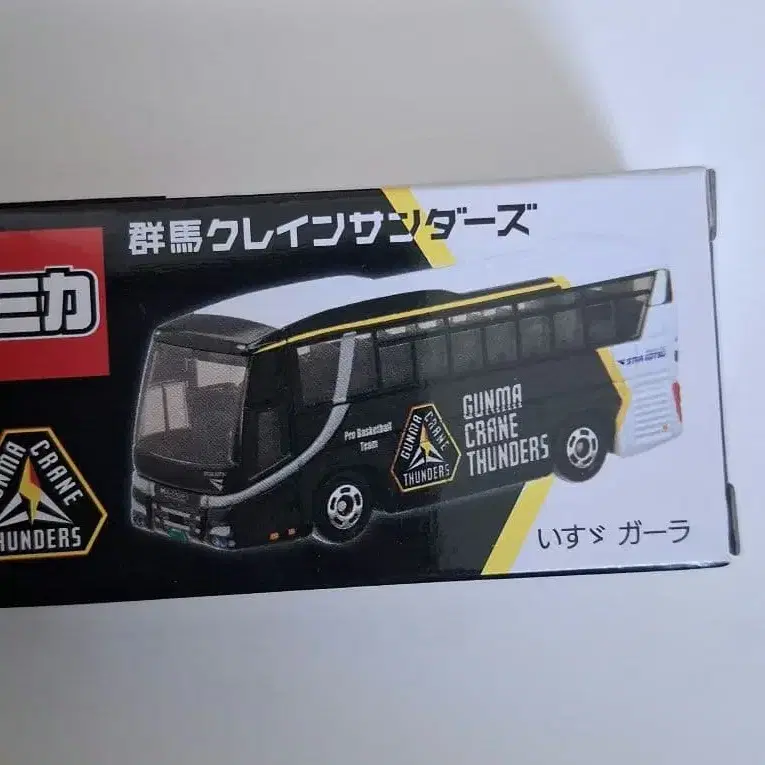 群馬クレインサンダーズ
ミカ
Pro Basketball
Team
GUNMA
CRANE
THUNDERS
GUNMA
CRANE
THUNDERS
GUNMA
CRANE
THUNDERS
いすゞ ガーラ